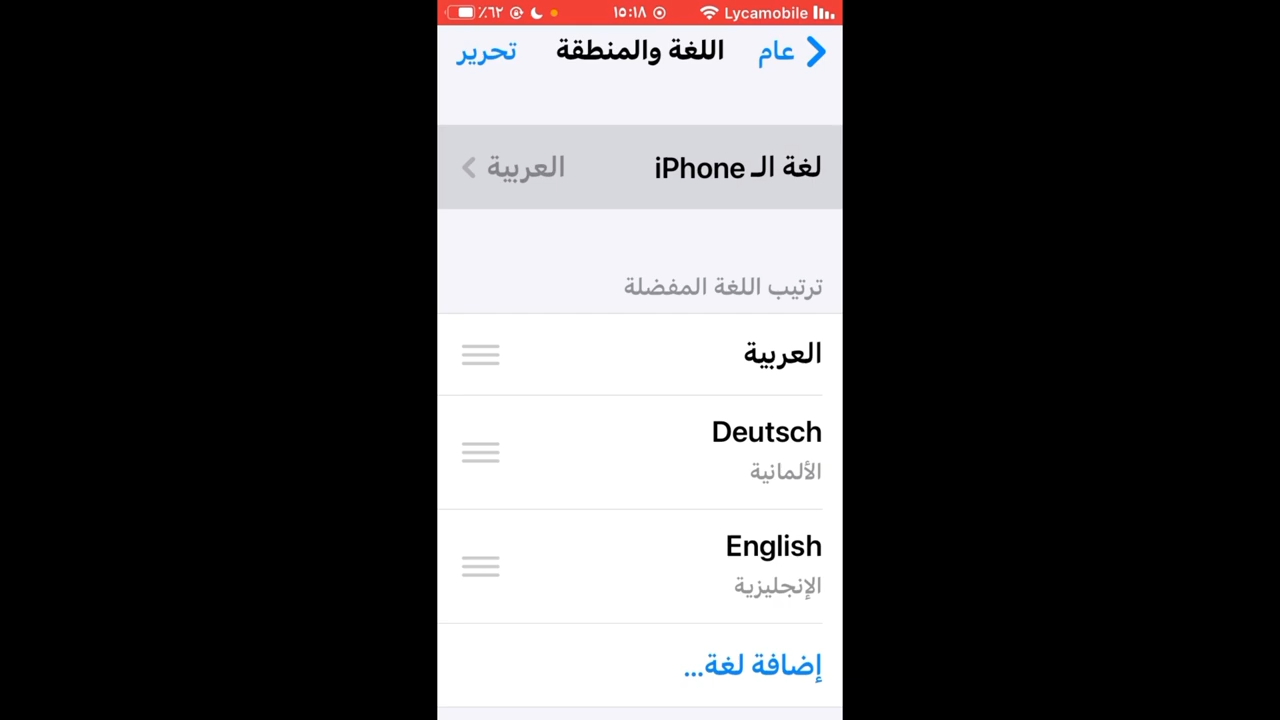 Lycamobile ١٥:١٨ ٪٦٢
عام اللغة والمنطقة تحرير
لغة الـ iPhone العربية
ترتيب اللغة المفضلة
العربية
Deutsch
الألمانية
English
الإنجليزية
إضافة لغة...